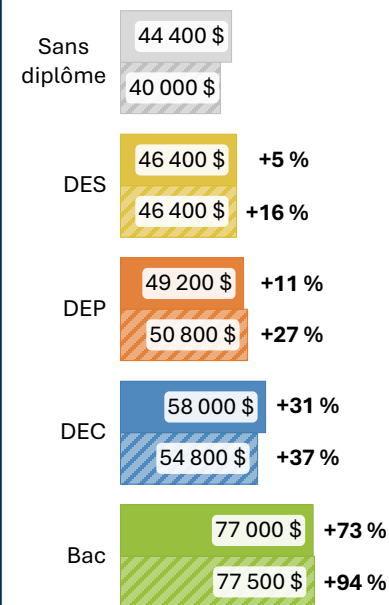 Sans
diplôme
44 400 $
40 000 $
DES
46 400 $ +5 %
46 400 $ +16 %
DEP
49 200 $ +11 %
50 800 $ +27 %
DEC
58 000 $ +31 %
54 800 $ +37 %
Bac
77 000 $ +73 %
77 500 $ +94 %